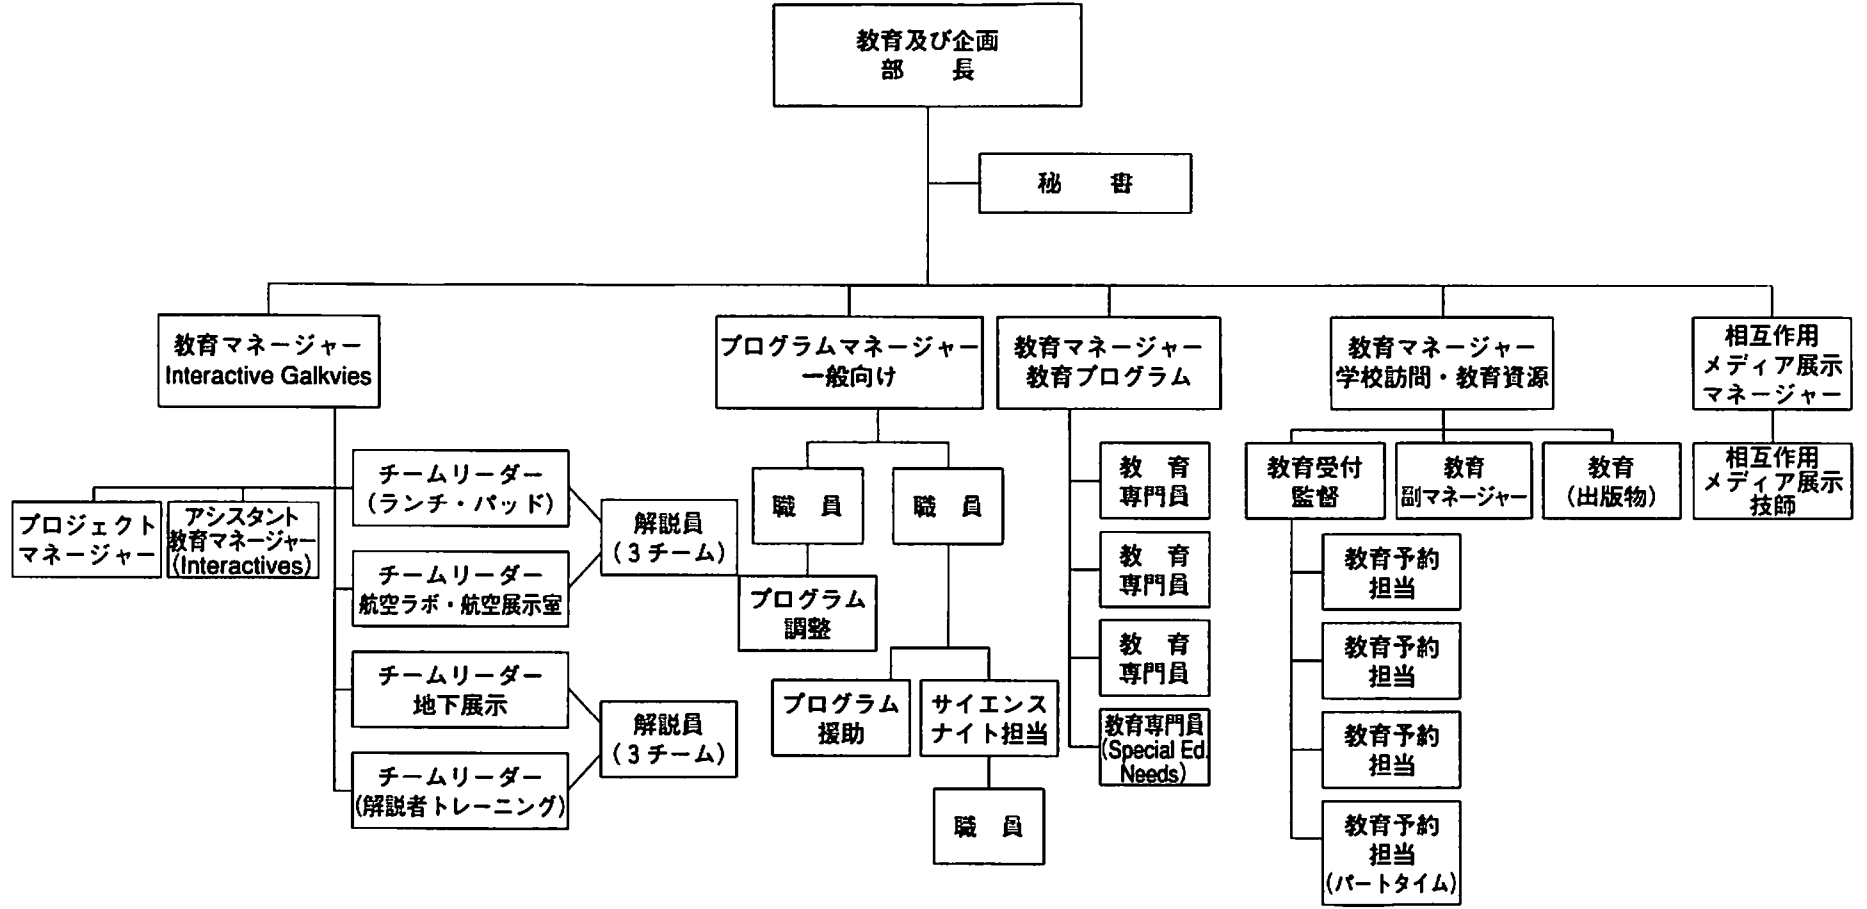 教育及び企画
部 長
秘 書
教育マネージャー
Interactive Galkvies
プログラムマネージャー
一般向け
教育マネージャー
教育プログラム
教育マネージャー
学校訪問・教育資源
相互作用
メディア展示
マネージャー
プロジェクト
マネージャー
アシスタント
教育マネージャー
(Interactives)
チームリーダー
(ランチ・パッド)
チームリーダー
航空ラボ・航空展示室
チームリーダー
地下展示
チームリーダー
(解説者トレーニング)
解説員
(3チーム)
解説員
(3チーム)
職 員
プログラム
調整
職 員
プログラム
援助
サイエンス
ナイト担当
職 員
教 育
専門員
教 育
専門員
教 育
専門員
教育専門員
(Special Ed.
Needs)
教育受付
監督
教育
副マネージャー
教育
(出版物)
教育予約
担当
教育予約
担当
教育予約
担当
教育予約
担当
(パートタイム)
相互作用
メディア展示
技師